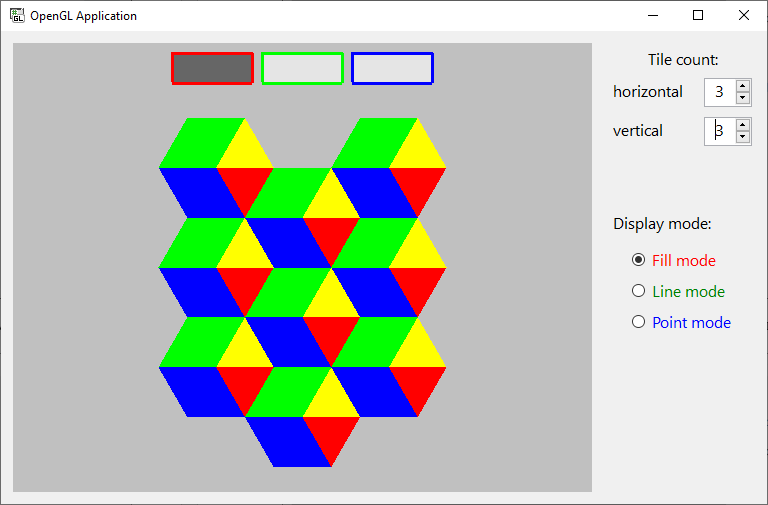 OpenGL Application
Tile count:
horizontal 3
vertical 3
Display mode:
Fill mode
Line mode
Point mode